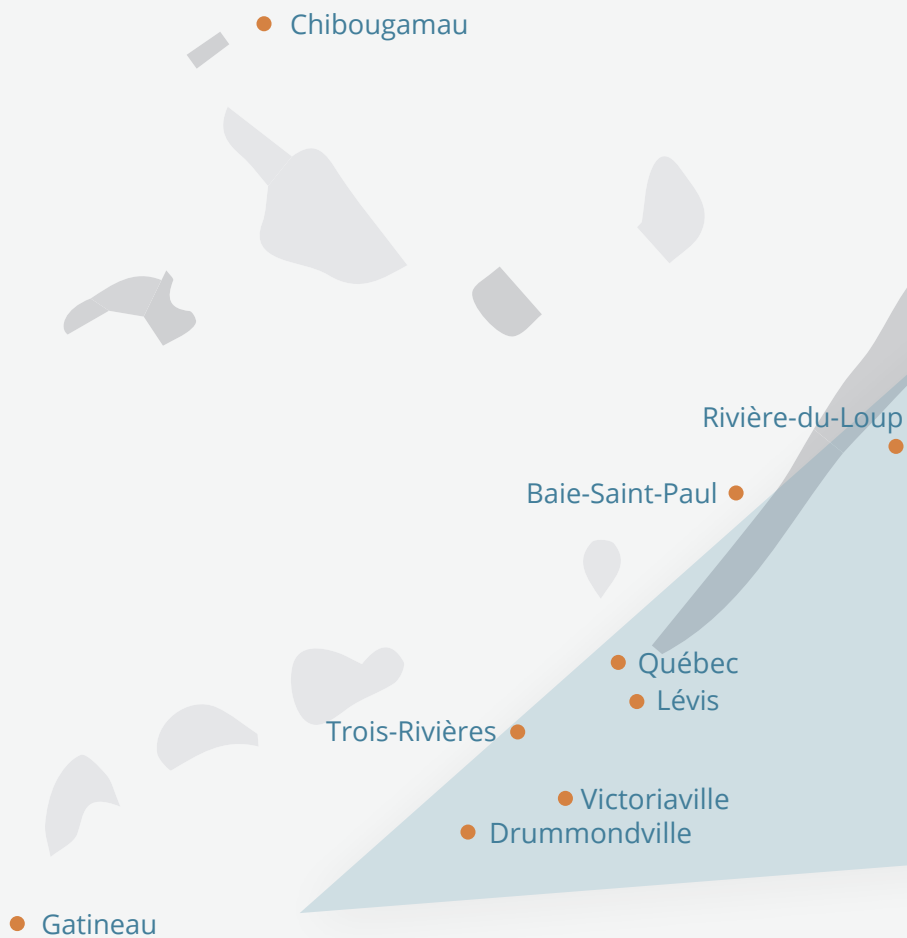 Chibougamau
Rivière-du-Loup
Baie-Saint-Paul
Québec
Lévis
Trois-Rivières
Victoriaville
Drummondville
Gatineau